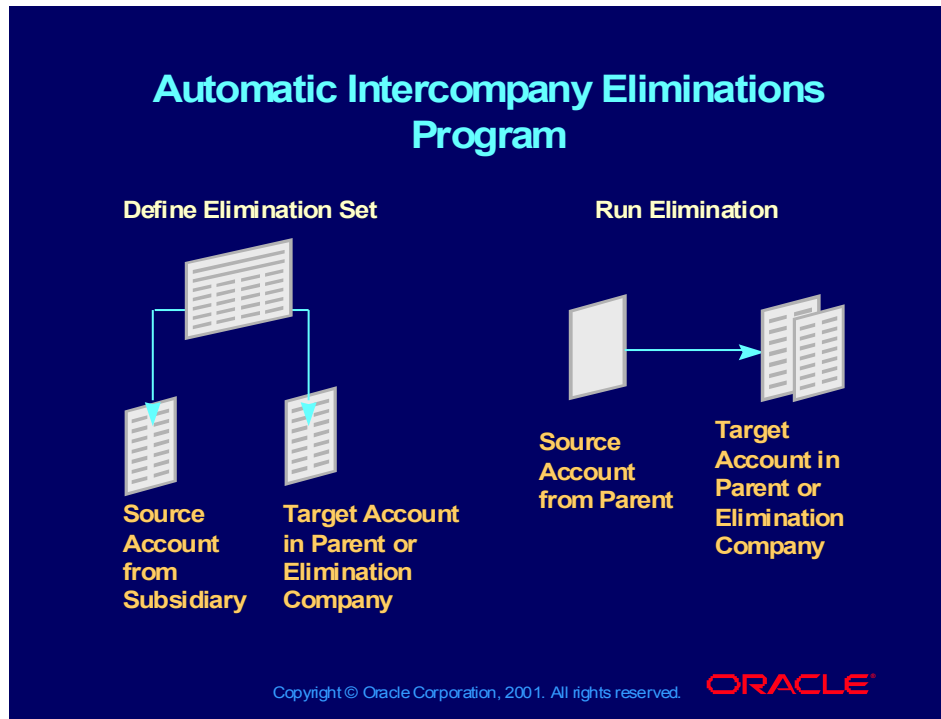 Automatic Intercompany Eliminations
Program
Define Elimination Set
Run Elimination
Source
Account
from
Subsidiary
Target Account
in Parent or
Elimination
Company
Source
Account
from Parent
Target
Account in
Parent or
Elimination
Company
Copyright © Oracle Corporation, 2001. All rights reserved.
ORACLE®